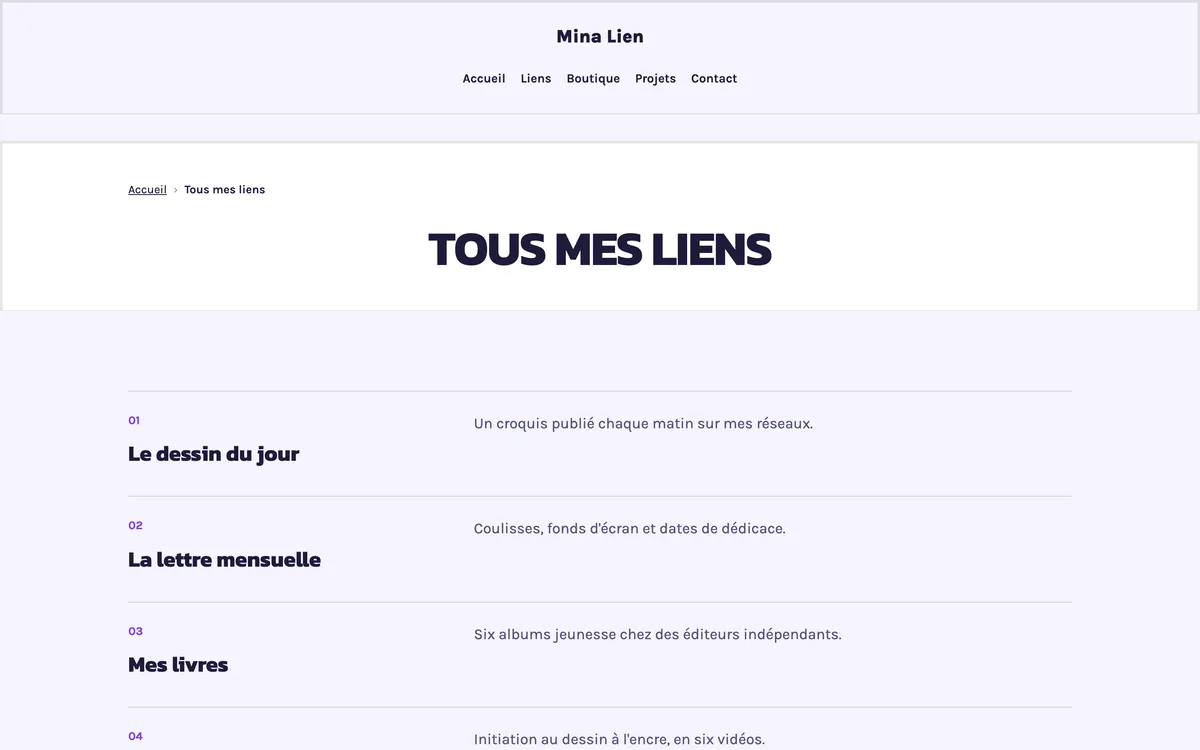 Mina Lien
Accueil Liens Boutique Projets Contact
Accueil › Tous mes liens
TOUS MES LIENS
01
Le dessin du jour
Un croquis publié chaque matin sur mes réseaux.
02
La lettre mensuelle
Coulisses, fonds d'écran et dates de dédicace.
03
Mes livres
Six albums jeunesse chez des éditeurs indépendants.
04
Initiation au dessin à l'encre, en six vidéos.